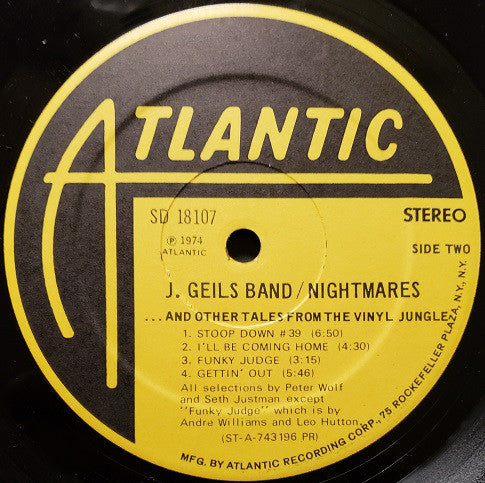 ATLANTIC
SD 18107
STEREO
℗ 1974
ATLANTIC
SIDE TWO
J. GEILS BAND/NIGHTMARES
...AND OTHER TALES FROM THE VINYL JUNGLE
1. STOOP DOWN #39 (6:50)
2. I'LL BE COMING HOME (4:30)
3. FUNKY JUDGE (3:15)
4. GETTIN' OUT (5:46)
All selections by Peter Wolf
and Seth Justman except
"Funky Judge" which is by
Andre Williams and Leo Hutton
(ST-A-743196 PR)
MFG. BY ATLANTIC RECORDING CORP., 75 ROCKEFELLER PLAZA, N.Y., N.Y.